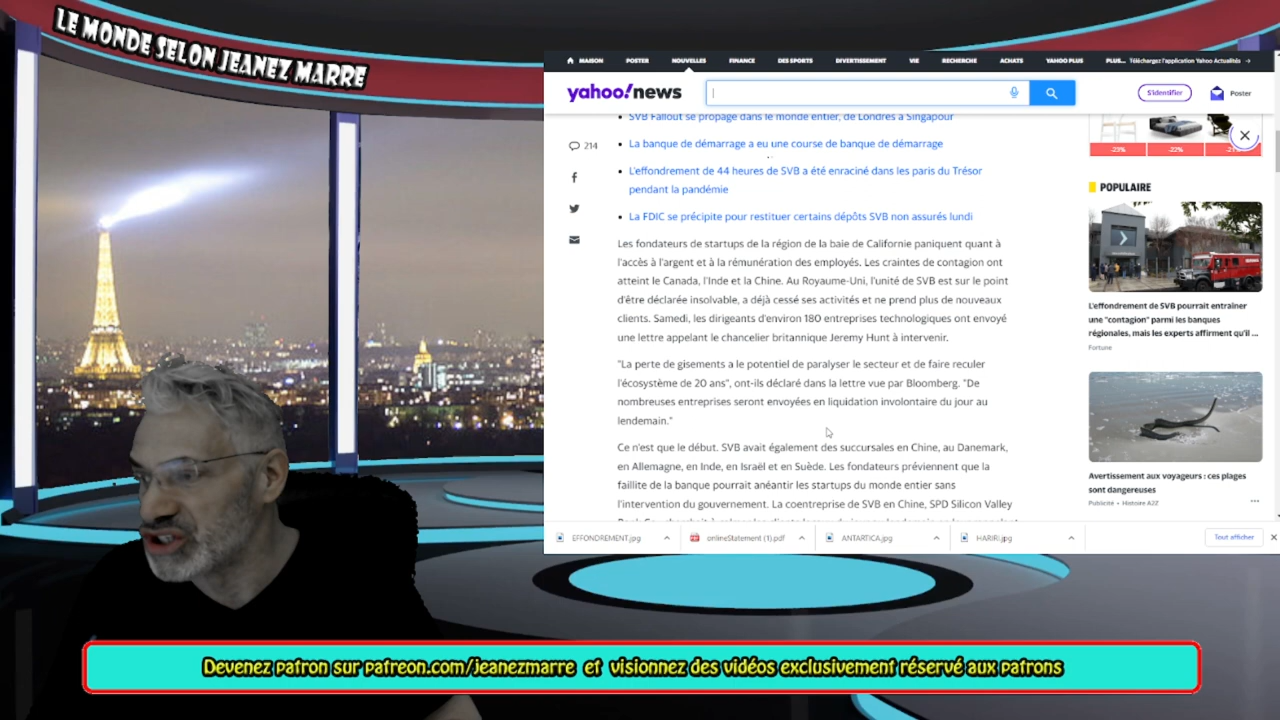 LE MONDE SELON JEANEZ MARRE
MAISON POSTER NOUVELLES FINANCE DES SPORTS DIVERTISSEMENT VIE RECHERCHE ACHATS YAHOO PLUS PLUS... Téléchargez l'application Yahoo Actualités →
yahoo!news
S'identifier
Poster
SVB Fallout se propage dans le monde entier, de Londres à Singapour
La banque de démarrage a eu une course de banque de démarrage
L'effondrement de 44 heures de SVB a été enraciné dans les paris du Trésor
pendant la pandémie
La FDIC se précipite pour restituer certains dépôts SVB non assurés lundi
214
Les fondateurs de startups de la région de la baie de Californie paniquent quant à
l'accès à l'argent et à la rémunération des employés. Les craintes de contagion ont
atteint le Canada, l'Inde et la Chine. Au Royaume-Uni, l'unité de SVB est sur le point
d'être déclarée insolvable, a déjà cessé ses activités et ne prend plus de nouveaux
clients. Samedi, les dirigeants d'environ 180 entreprises technologiques ont envoyé
une lettre appelant le chancelier britannique Jeremy Hunt à intervenir.
"La perte de gisements a le potentiel de paralyser le secteur et de faire reculer
l'écosystème de 20 ans", ont-ils déclaré dans la lettre vue par Bloomberg. "De
nombreuses entreprises seront envoyées en liquidation involontaire du jour au
lendemain."
Ce n'est que le début. SVB avait également des succursales en Chine, au Danemark,
en Allemagne, en Inde, en Israël et en Suède. Les fondateurs préviennent que la
faillite de la banque pourrait anéantir les startups du monde entier sans
l'intervention du gouvernement. La coentreprise de SVB en Chine, SPD Silicon Valley
-23% -22%
POPULAIRE
L'effondrement de SVB pourrait entraîner
une "contagion" parmi les banques
régionales, mais les experts affirment qu'il ...
Fortune
Avertissement aux voyageurs : ces plages
sont dangereuses
Publicité • Histoire A2Z
EFFONDREMENT.jpg
onlineStatement (1).pdf
ANTARTICA.jpg
HARIRI.jpg
Tout afficher
Devenez patron sur patreon.com/jeanezmarre et visionnez des vidéos exclusivement réservé aux patrons